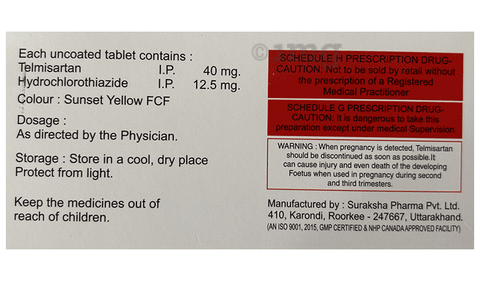 Each uncoated tablet contains :
Telmisartan I.P. 40 mg.
Hydrochlorothiazide I.P. 12.5 mg.
Colour : Sunset Yellow FCF
Dosage :
As directed by the Physician.
Storage : Store in a cool, dry place
Protect from light.
Keep the medicines out of
reach of children.
SCHEDULE H PRESCRIPTION DRUG-
CAUTION: Not to be sold by retail without
the prescription of a Registered
Medical Practitioner
SCHEDULE G PRESCRIPTION DRUG-
CAUTION: It is dangerous to take this
preparation except under medical Supervision
WARNING : When pregnancy is detected, Telmisartan
should be discontinued as soon as possible.It
can cause injury and even death of the developing
Foetus when used in pregnancy during second
and third trimesters.
Manufactured by : Suraksha Pharma Pvt. Ltd.
410, Karondi, Roorkee - 247667, Uttarakhand.
(AN ISO 9001, 2015, GMP CERTIFIED & NHP CANADA APPROVED FACILITY)